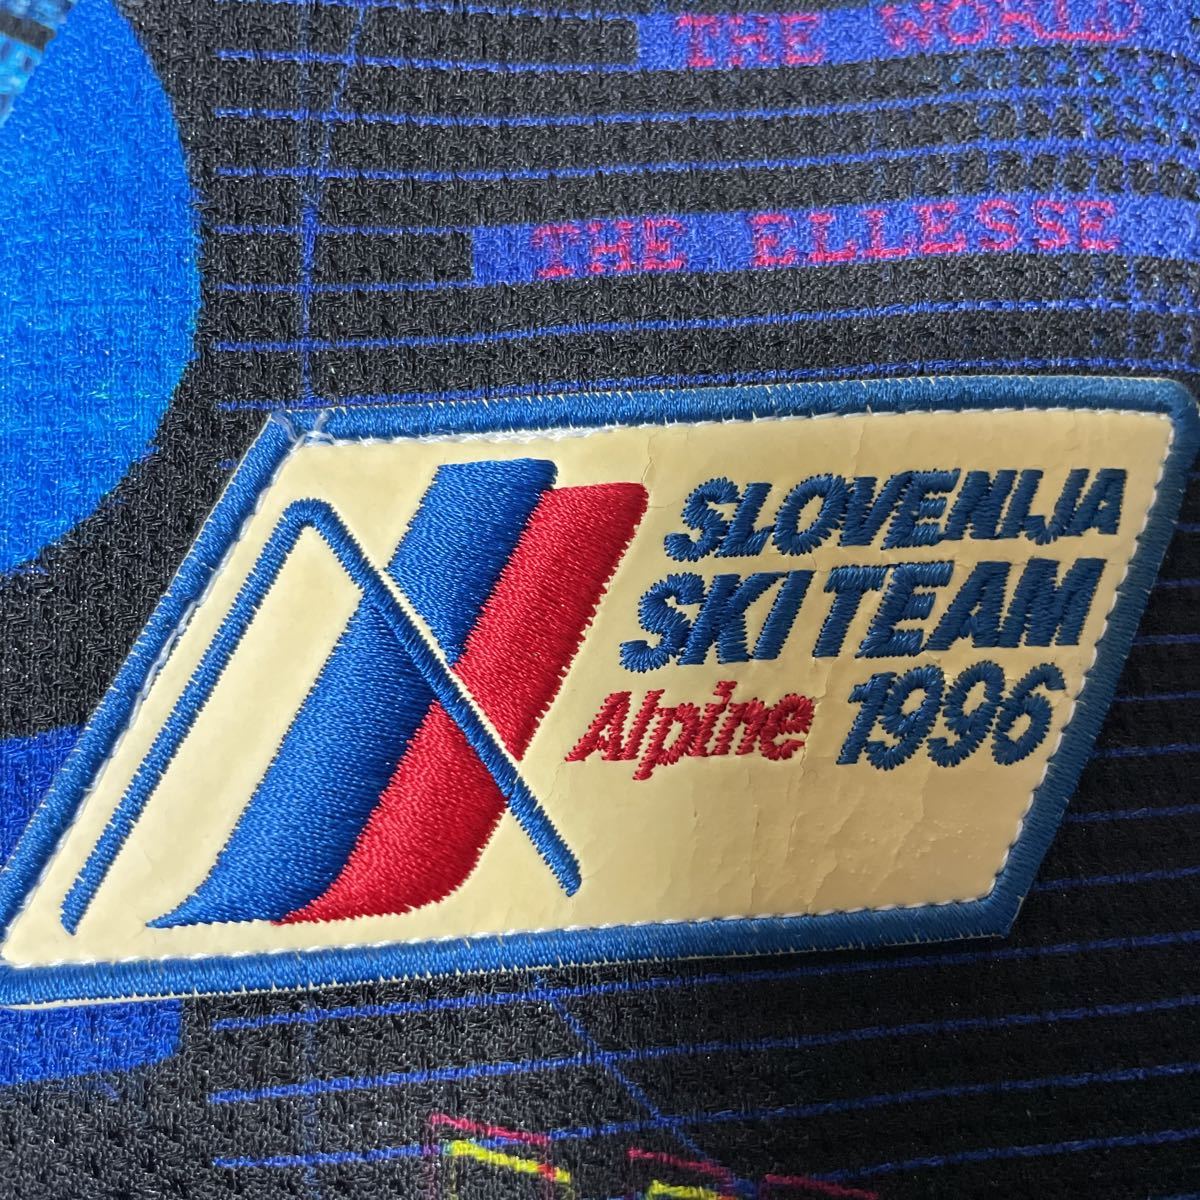 THE WORLD
THE ELLESSE
SLOVENIJA
SKI TEAM
Alpine 1996